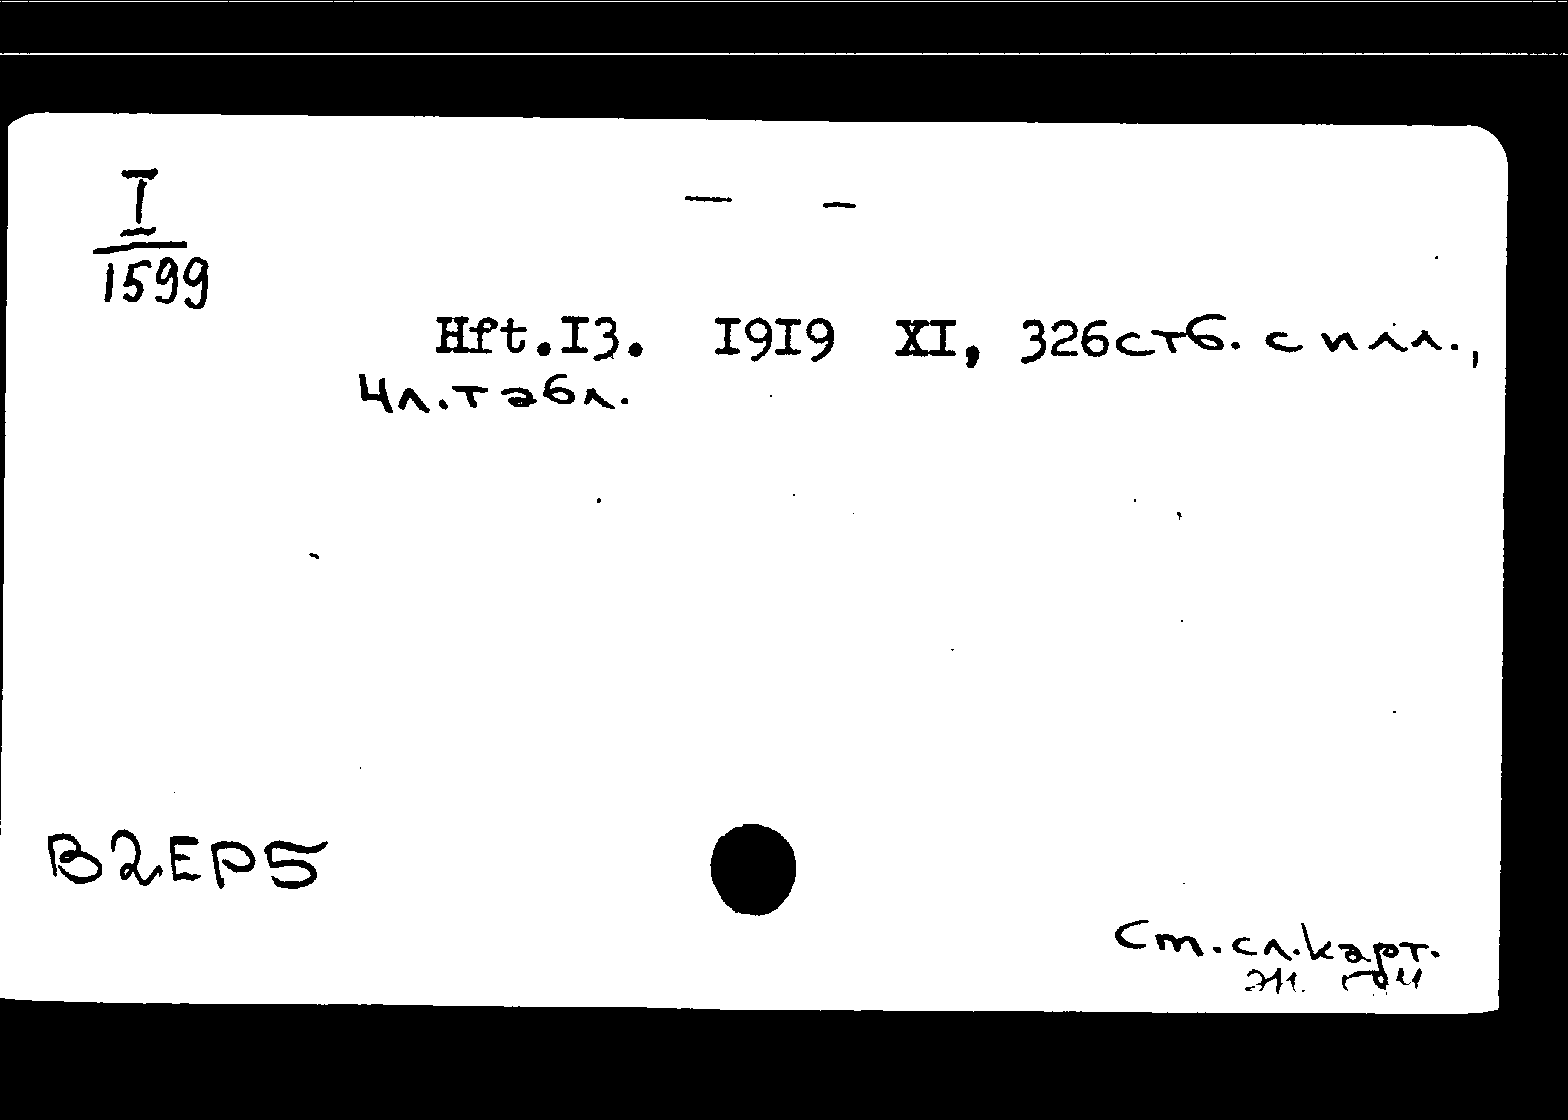 I
1599
— —
Hft.I3. I9I9 XI, 326стб. с илл.,
4л.табл.
В2ЕР5
См.сл.карт.